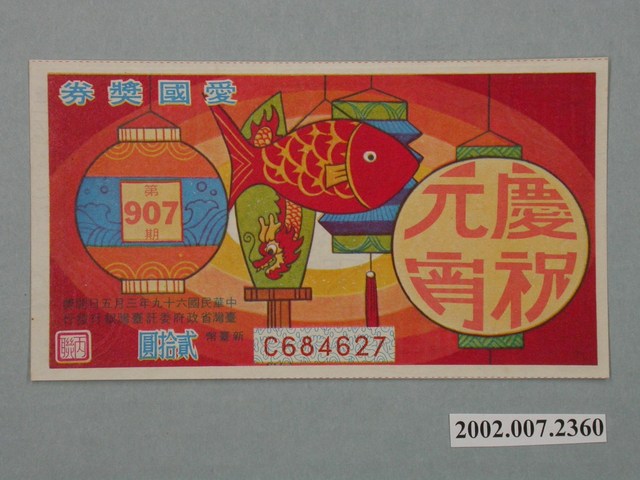 愛國獎券
第
907
期
慶祝
元宵
中華民國六十九年三月五日開獎
臺灣省政府委託臺灣銀行發行
新臺幣 貳拾圓
丙聯
C684627
2002.007.2360